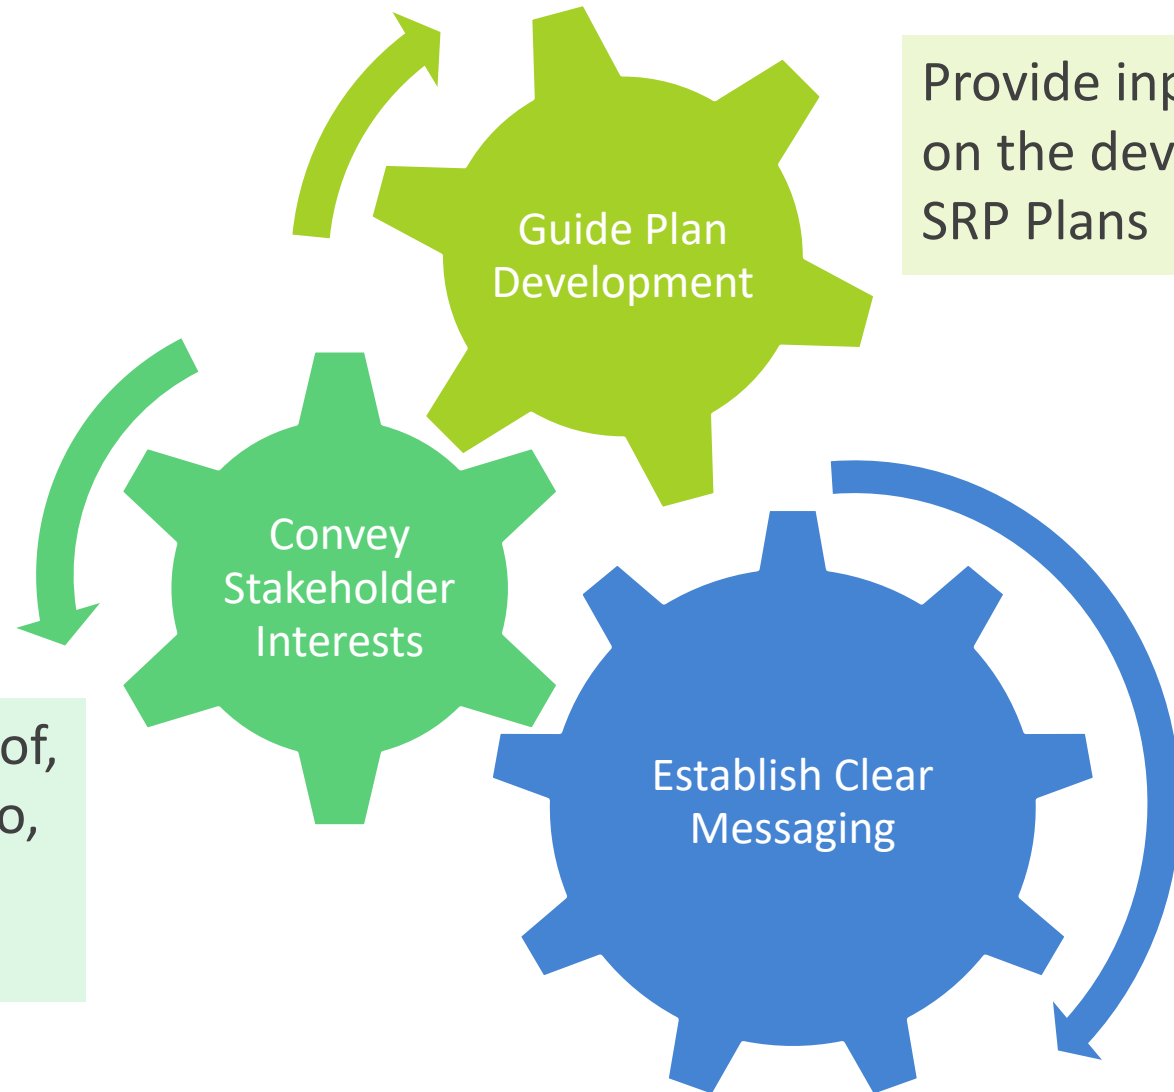 Provide inp
on the dev
SRP Plans
Guide Plan
Development
Convey
Stakeholder
Interests
of,
o,
Establish Clear
Messaging